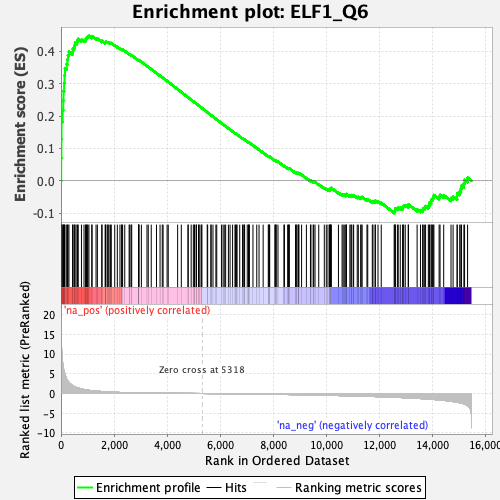 Enrichment plot: ELF1_Q6
Enrichment score (ES)
0.4
0.3
0.2
0.1
0.0
-0.1
'na_pos' (positively correlated)
Ranked list metric (PreRanked)
20
15
10
5
0
-5
-10
Zero cross at 5318
'na_neg' (negatively correlated)
0
2,000
4,000
6,000
8,000
10,000
12,000
14,000
16,000
Rank in Ordered Dataset
Enrichment profile
Hits
Ranking metric scores